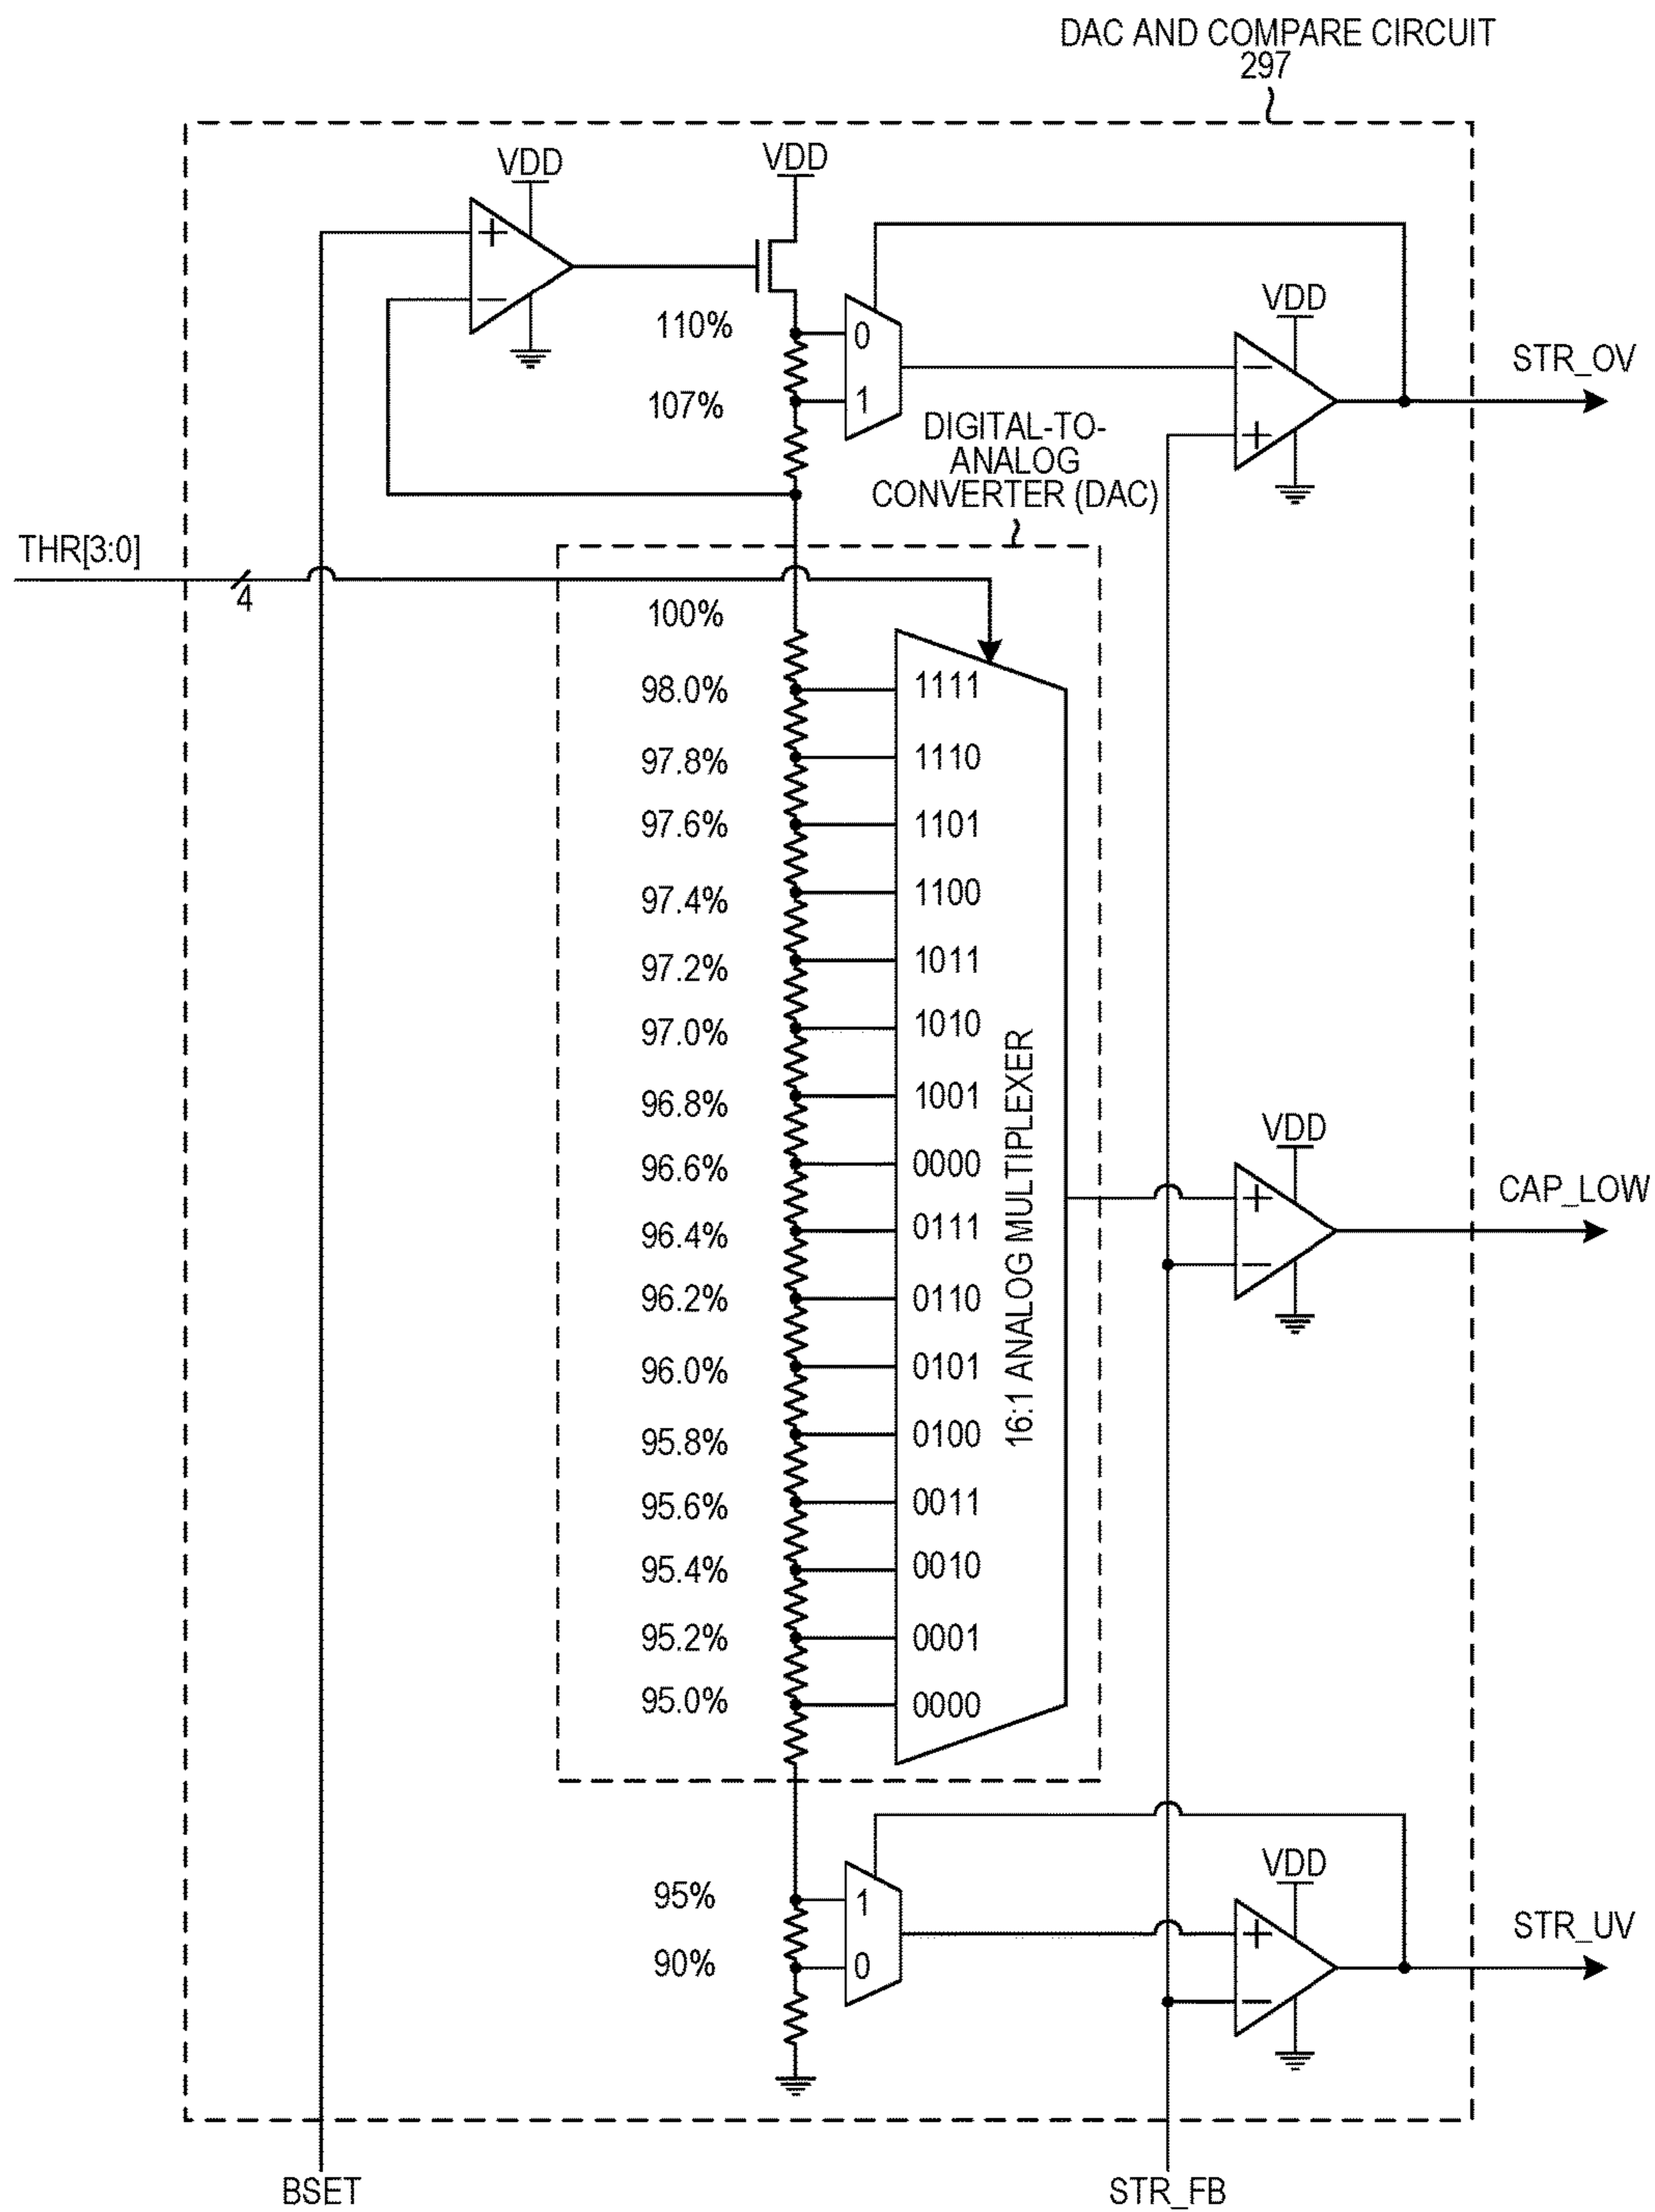 DAC AND COMPARE CIRCUIT
297
VDD
VDD
+
−
110%
0
VDD
STR_OV
107%
1
−
+
DIGITAL-TO-
ANALOG
CONVERTER (DAC)
THR[3:0]
4
100%
98.0% 1111
97.8% 1110
97.6% 1101
97.4% 1100
97.2% 1011
97.0% 1010
96.8% 1001
96.6% 0000
96.4% 0111
96.2% 0110
96.0% 0101
95.8% 0100
95.6% 0011
95.4% 0010
95.2% 0001
95.0% 0000
16:1 ANALOG MULTIPLEXER
VDD
+
−
CAP_LOW
95%
1
90%
0
VDD
+
−
STR_UV
BSET
STR_FB